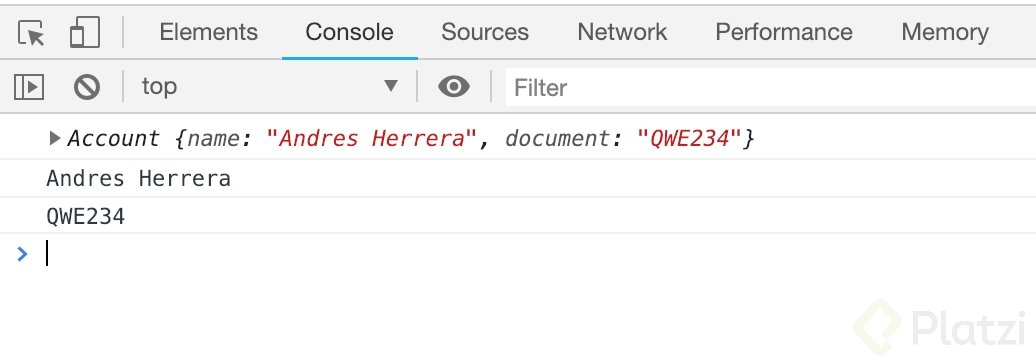 Elements Console Sources Network Performance Memory
top Filter
Account {name: "Andres Herrera", document: "QWE234"}
Andres Herrera
QWE234
Platzi